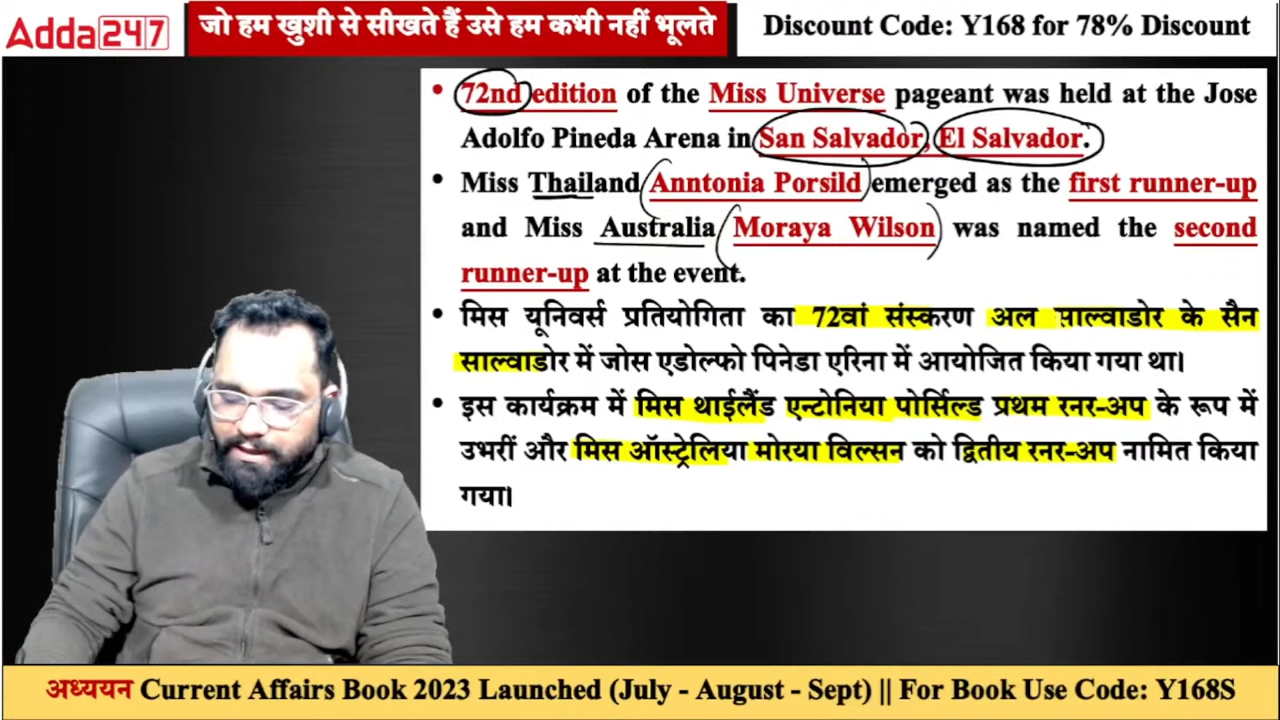 Adda247
जो हम खुशी से सीखते हैं उसे हम कभी नहीं भूलते
Discount Code: Y168 for 78% Discount
• 72nd edition of the Miss Universe pageant was held at the Jose
Adolfo Pineda Arena in San Salvador, El Salvador.
• Miss Thailand Anntonia Porsild emerged as the first runner-up
and Miss Australia Moraya Wilson was named the second
runner-up at the event.
• मिस यूनिवर्स प्रतियोगिता का 72वां संस्करण अल साल्वाडोर के सैन
साल्वाडोर में जोस एडोल्फो पिनेडा एरिना में आयोजित किया गया था।
• इस कार्यक्रम में मिस थाईलैंड एन्टोनिया पोर्सिल्ड प्रथम रनर-अप के रूप में
उभरीं और मिस ऑस्ट्रेलिया मोरया विल्सन को द्वितीय रनर-अप नामित किया
गया।
अध्ययन Current Affairs Book 2023 Launched (July - August - Sept) || For Book Use Code: Y168S